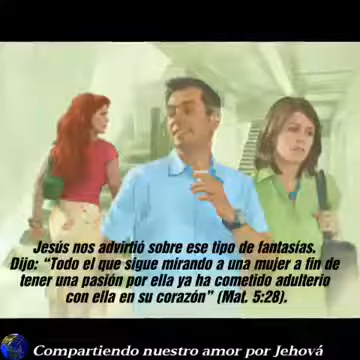 Jesús nos advirtió sobre ese tipo de fantasías.
Dijo: “Todo el que sigue mirando a una mujer a fin de
tener una pasión por ella ya ha cometido adulterio
con ella en su corazón” (Mat. 5:28).
Compartiendo nuestro amor por Jehová